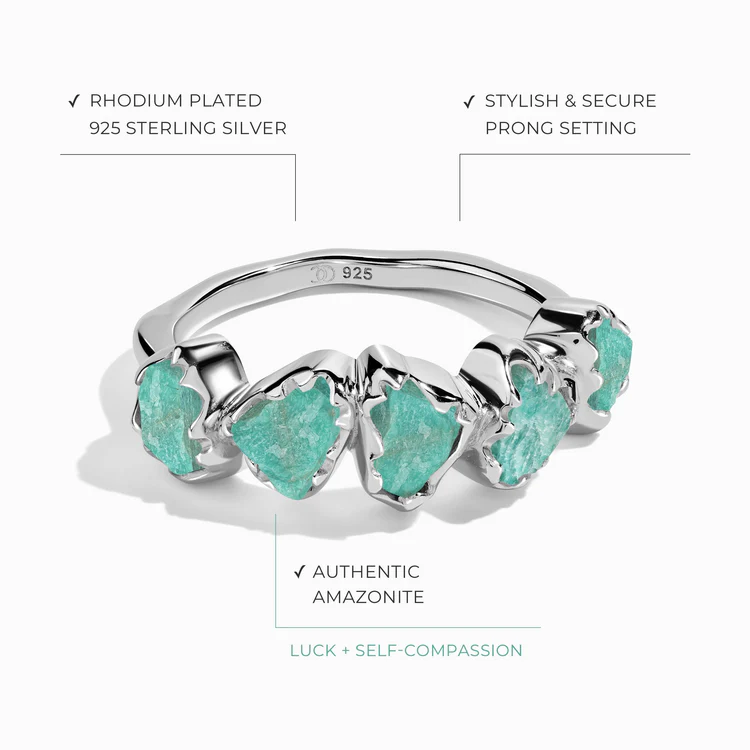 ✓ RHODIUM PLATED
925 STERLING SILVER
✓ STYLISH & SECURE
PRONG SETTING
925
✓ AUTHENTIC
AMAZONITE
LUCK + SELF-COMPASSION